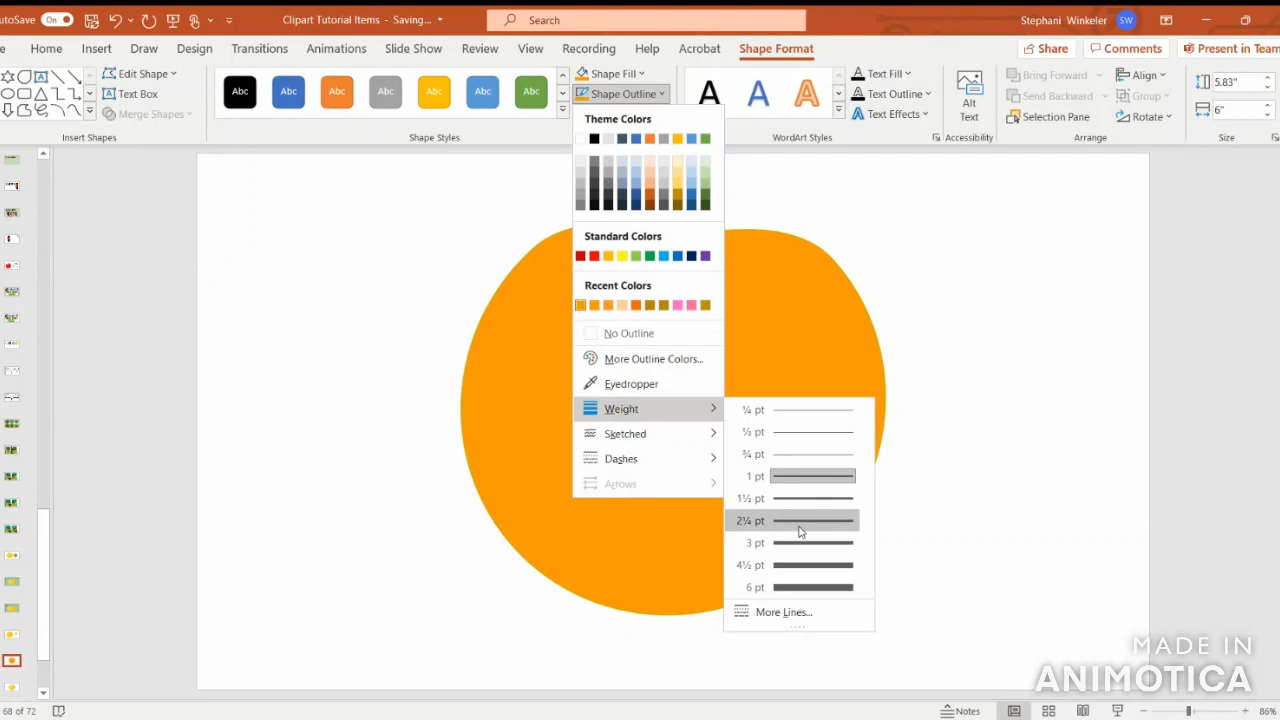 AutoSave On Clipart Tutorial Items - Saving... Search Stephani Winkeler SW
Home Insert Draw Design Transitions Animations Slide Show Review View Recording Help Acrobat Shape Format Share Comments Present in Team
Edit Shape
Text Box
Merge Shapes
Insert Shapes
Abc Abc Abc Abc Abc Abc Abc
Shape Styles
Shape Fill
Shape Outline
A A A
Text Fill
Text Outline
Text Effects
WordArt Styles
Alt
Text
Accessibility
Bring Forward
Send Backward
Selection Pane
Align
Group
Rotate
Arrange
5.83"
6"
Size
Theme Colors
Standard Colors
Recent Colors
No Outline
More Outline Colors...
Eyedropper
Weight
Sketched
Dashes
Arrows
¼ pt
½ pt
¾ pt
1 pt
1½ pt
2¼ pt
3 pt
4½ pt
6 pt
More Lines...
MADE IN
ANIMOTICA
68 of 72 Notes 86%